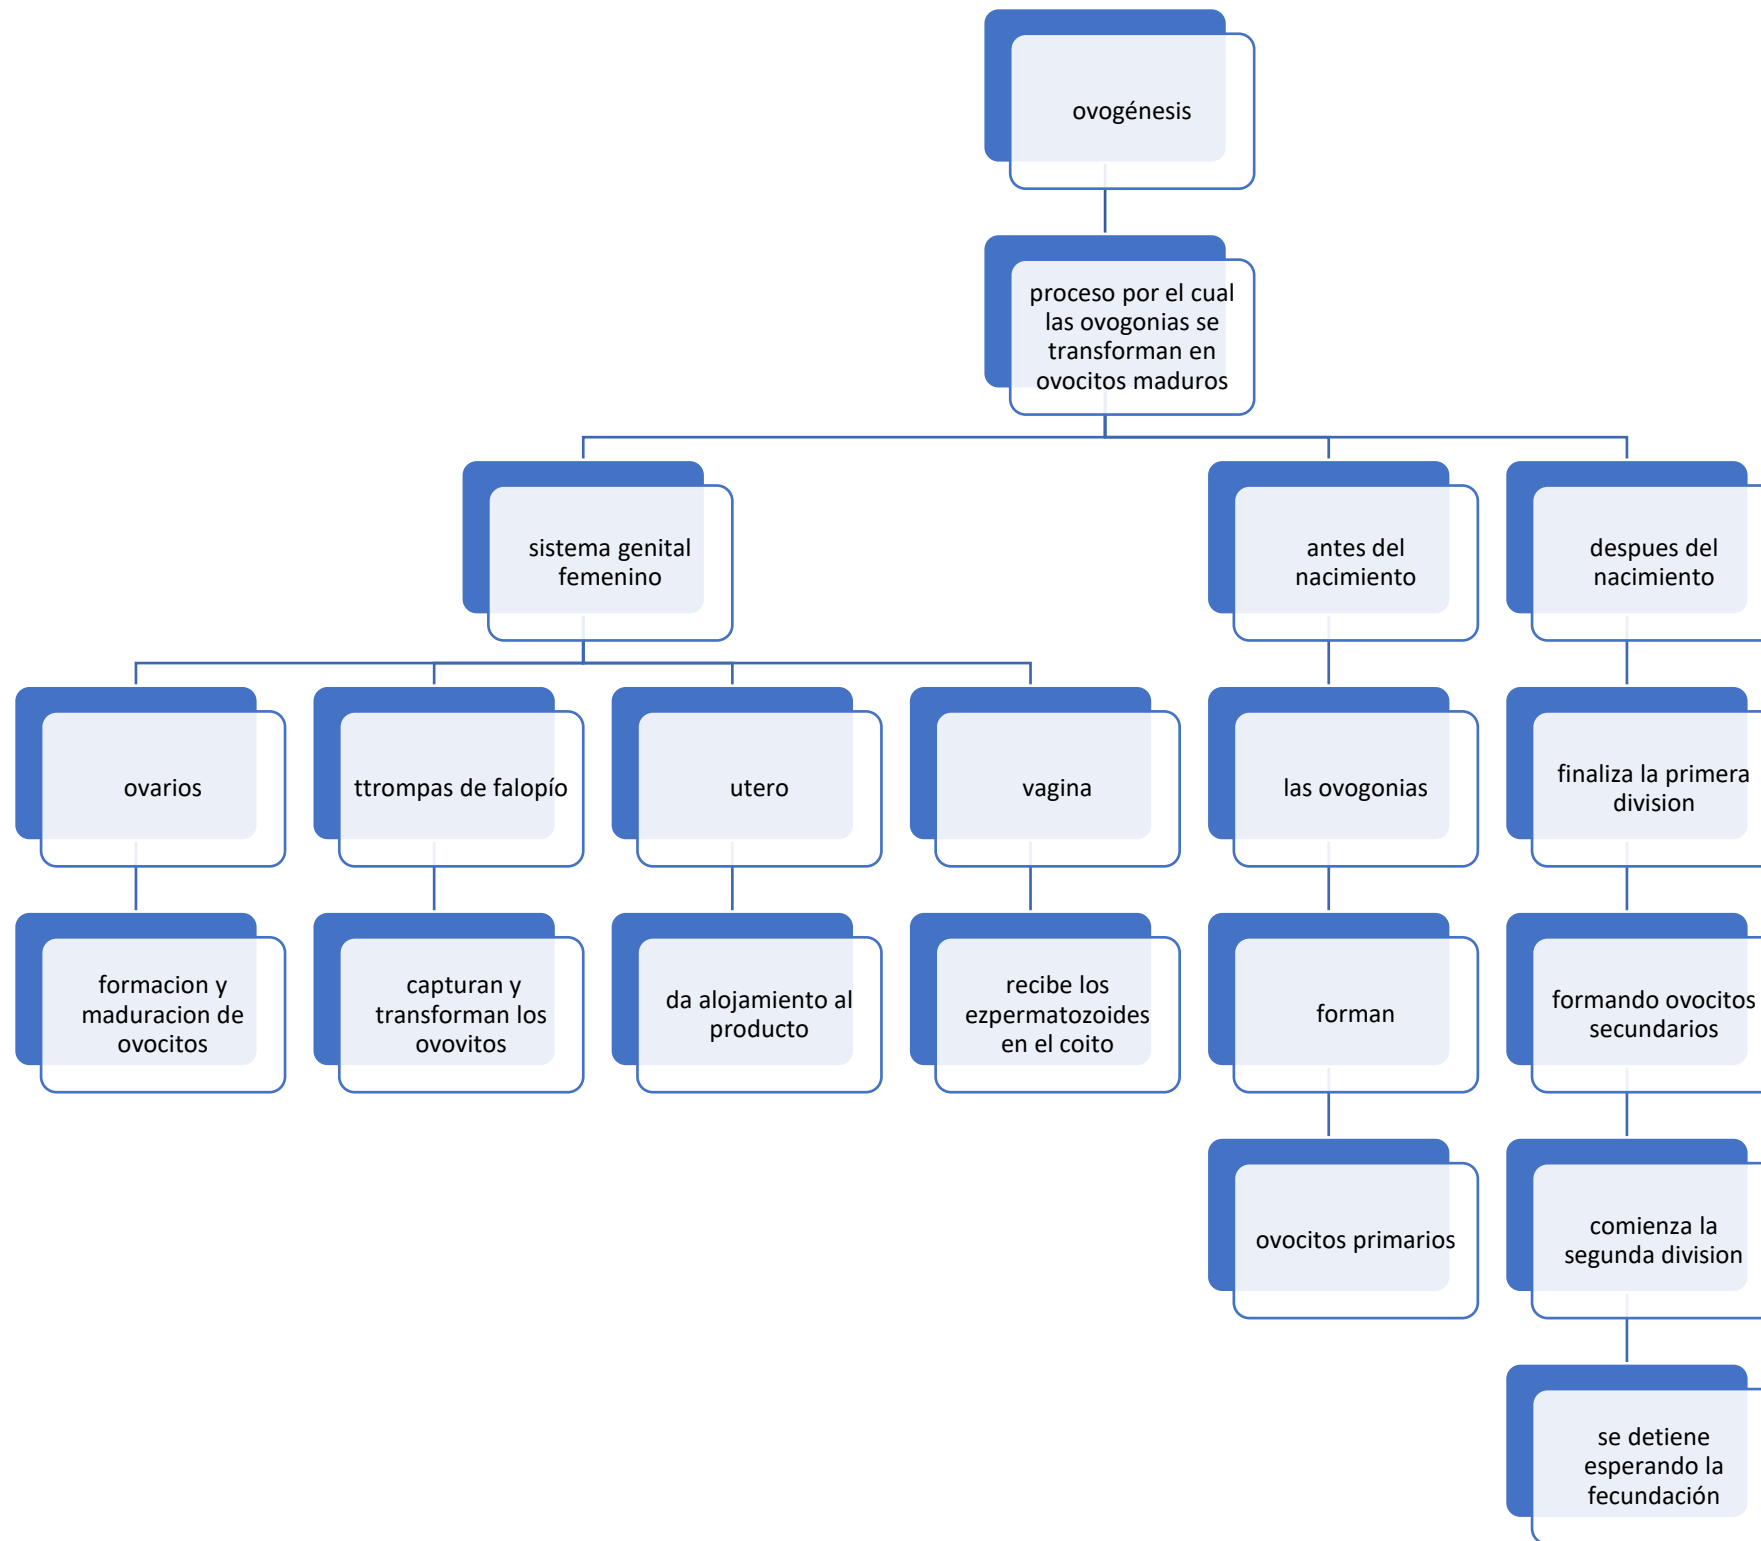 ovogénesis
proceso por el cual
las ovogonias se
transforman en
ovocitos maduros
sistema genital
femenino
antes del
nacimiento
despues del
nacimiento
ovarios
ttrompas de falopío
utero
vagina
las ovogonias
finaliza la primera
division
formacion y
maduracion de
ovocitos
capturan y
transforman los
ovovitos
da alojamiento al
producto
recibe los
ezpermatozoides
en el coito
forman
formando ovocitos
secundarios
ovocitos primarios
comienza la
segunda division
se detiene
esperando la
fecundación